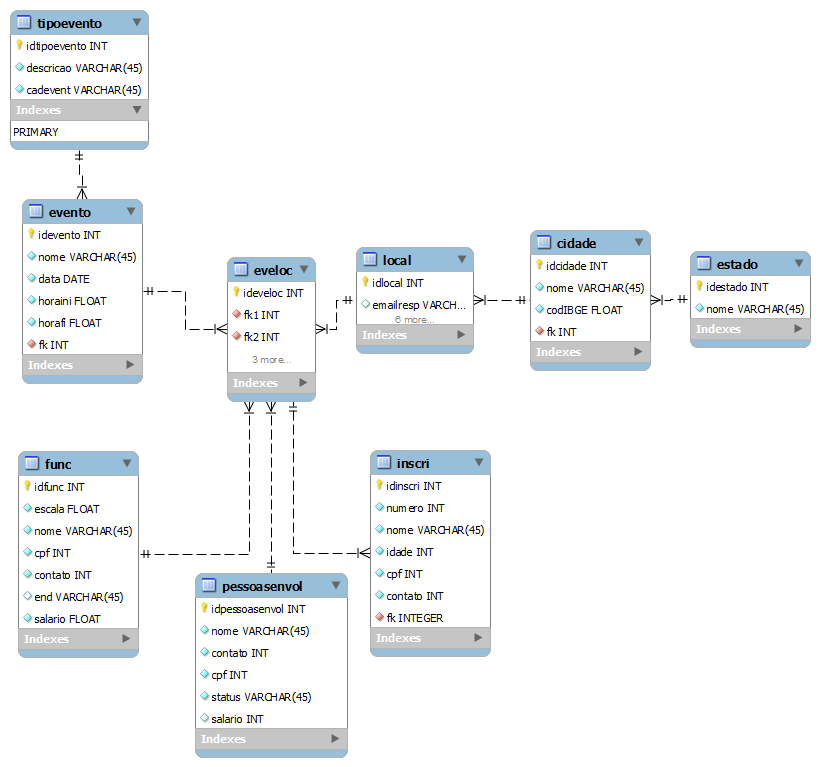 tipoevento
idtipoevento INT
descricao VARCHAR(45)
cadevent VARCHAR(45)
Indexes
PRIMARY
evento
idevento INT
nome VARCHAR(45)
data DATE
horaini FLOAT
horafi FLOAT
fk INT
Indexes
eveloc
ideveloc INT
fk1 INT
fk2 INT
3 more...
Indexes
local
idlocal INT
emailresp VARCH...
6 more...
Indexes
cidade
idcidade INT
nome VARCHAR(45)
codIBGE FLOAT
fk INT
Indexes
estado
idestado INT
nome VARCHAR(45)
Indexes
func
idfunc INT
escala FLOAT
nome VARCHAR(45)
cpf INT
contato INT
end VARCHAR(45)
salario FLOAT
Indexes
pessoasenvol
idpessoasenvol INT
nome VARCHAR(45)
contato INT
cpf INT
status VARCHAR(45)
salario INT
Indexes
inscri
idinscri INT
numero INT
nome VARCHAR(45)
idade INT
cpf INT
contato INT
fk INTEGER
Indexes